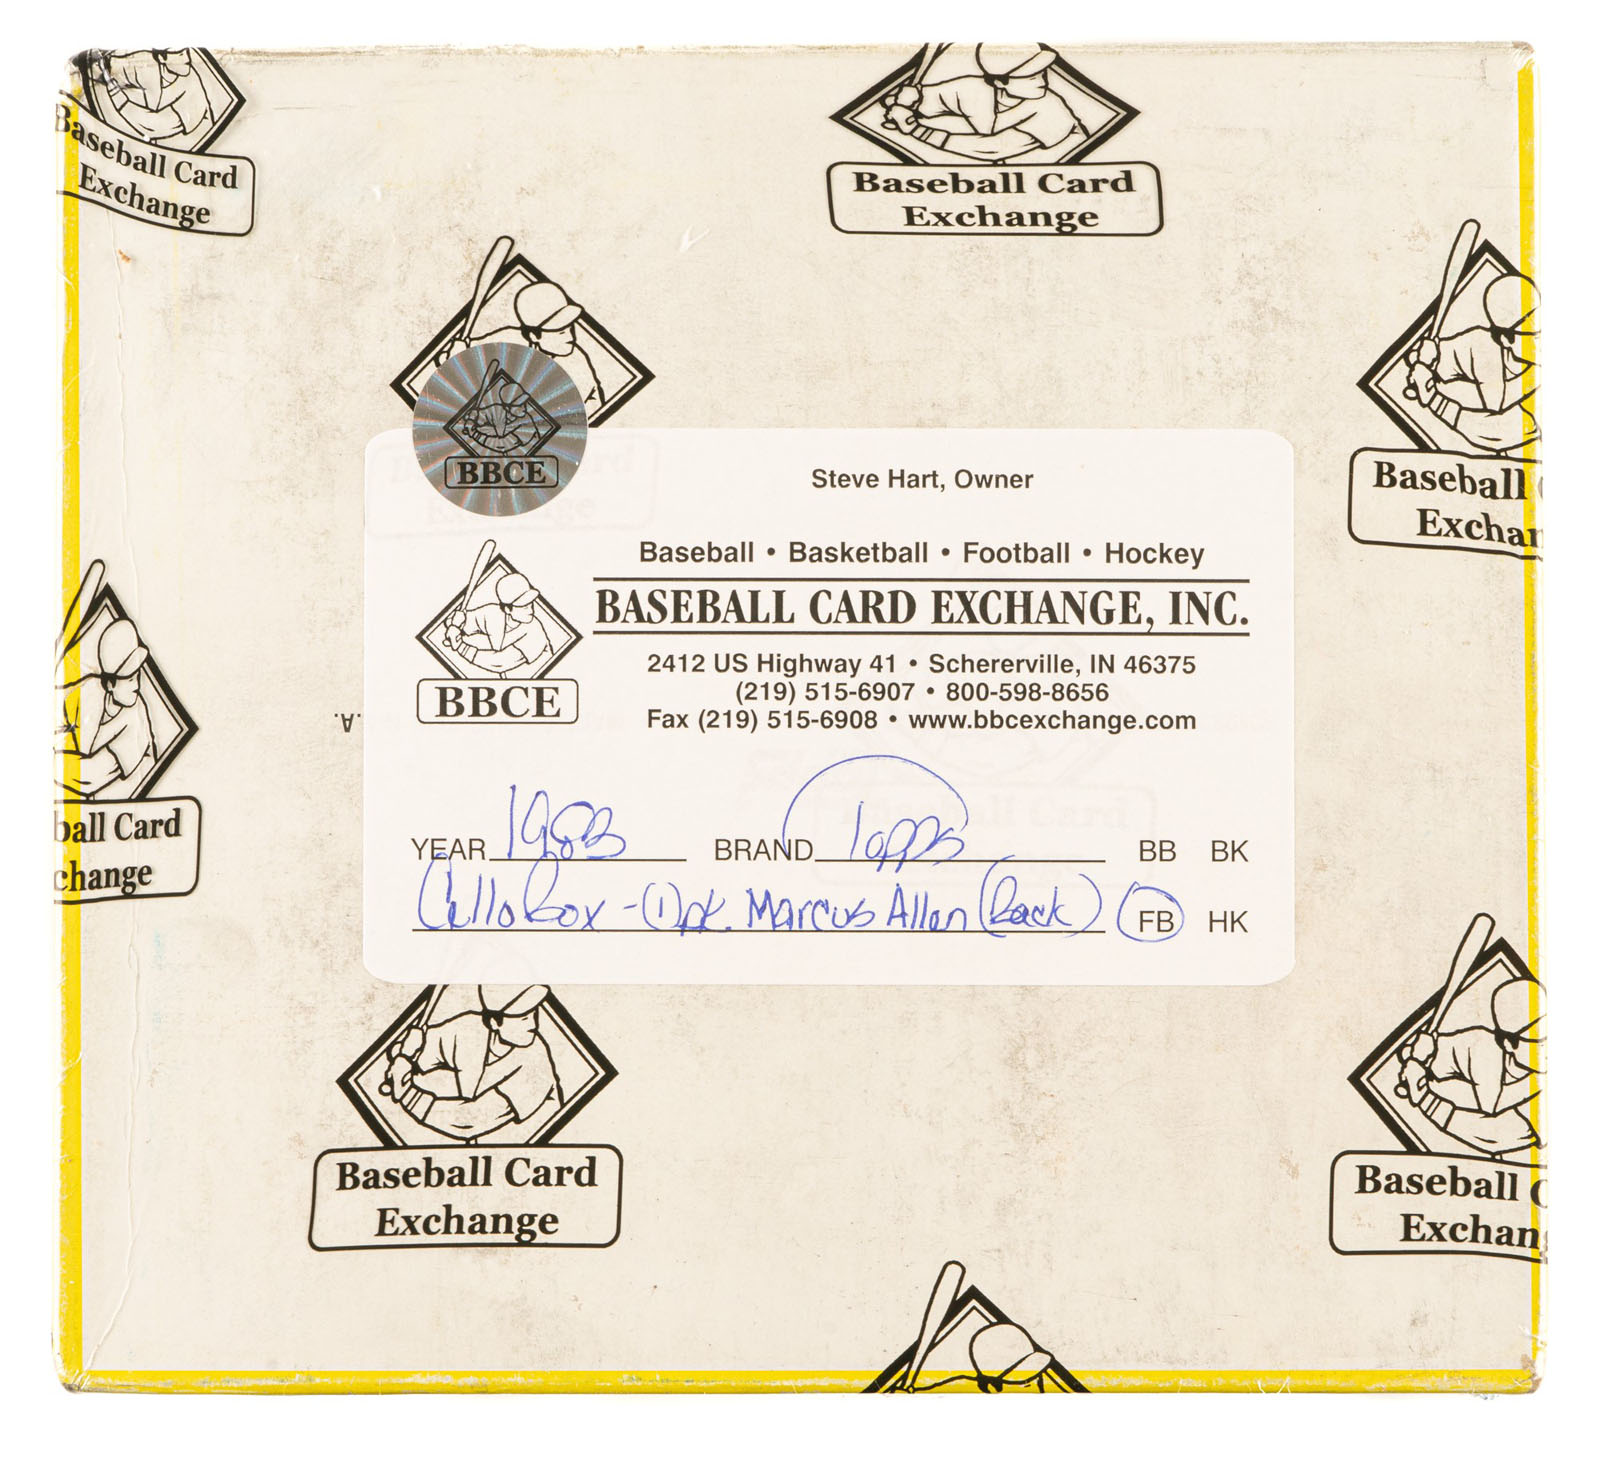 Baseball Card
Exchange
Baseball Card
Exchange
BBCE
Steve Hart, Owner
Baseball • Basketball • Football • Hockey
BASEBALL CARD EXCHANGE, INC.
2412 US Highway 41 • Schererville, IN 46375
(219) 515-6907 • 800-598-8656
Fax (219) 515-6908 • www.bbcexchange.com
BBCE
YEAR 1983 BRAND Topps BB BK
Cello Box - (1) pk. Marcus Allen (Back) FB HK
Baseball C
Exchan
ball Card
change
.A.
Baseball Card
Exchange
Baseball C
Exchang